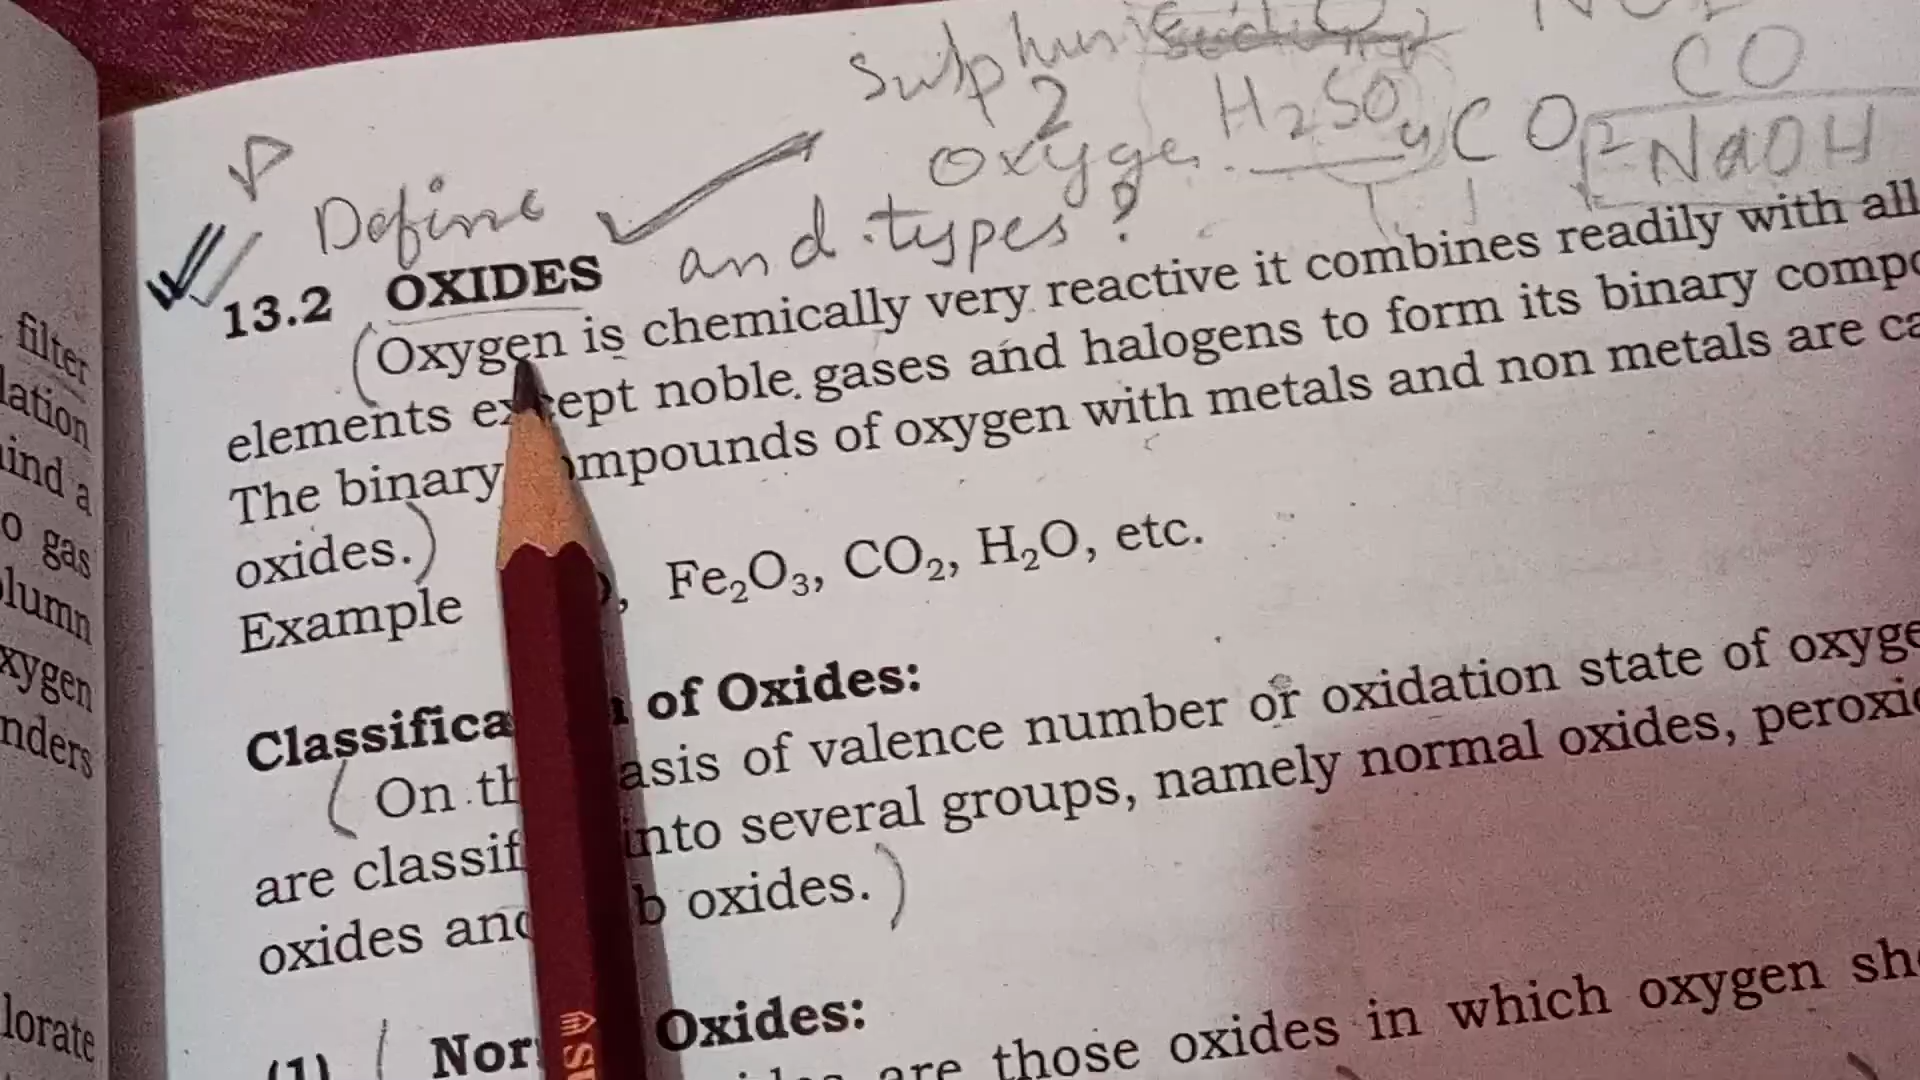 Sulphur
CO
2
H2SO4
CO2
NaOH
Oxygen
Define
and types?
13.2 OXIDES
(Oxygen is chemically very reactive it combines readily with all
elements except noble gases and halogens to form its binary compo
The binary mpounds of oxygen with metals and non metals are ca
oxides.)
Example , Fe2O3, CO2, H2O, etc.
Classifica of Oxides:
(On th asis of valence number or oxidation state of oxyge
are classif into several groups, namely normal oxides, peroxi
oxides and b oxides.)
(1) ( Nor Oxides:
are those oxides in which oxygen sh
filter
lation
ind a
o gas
lumn
xygen
nders
lorate